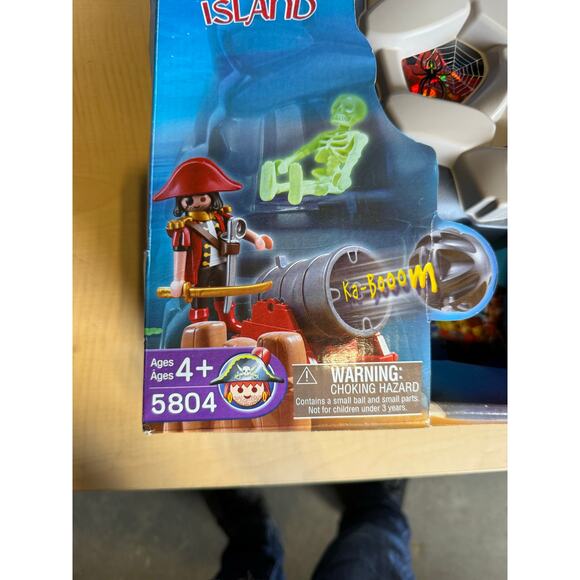 ISLAND
Ka-Booom
Ages
Ages 4+
5804
WARNING:
CHOKING HAZARD
Contains a small ball and small parts.
Not for children under 3 years.